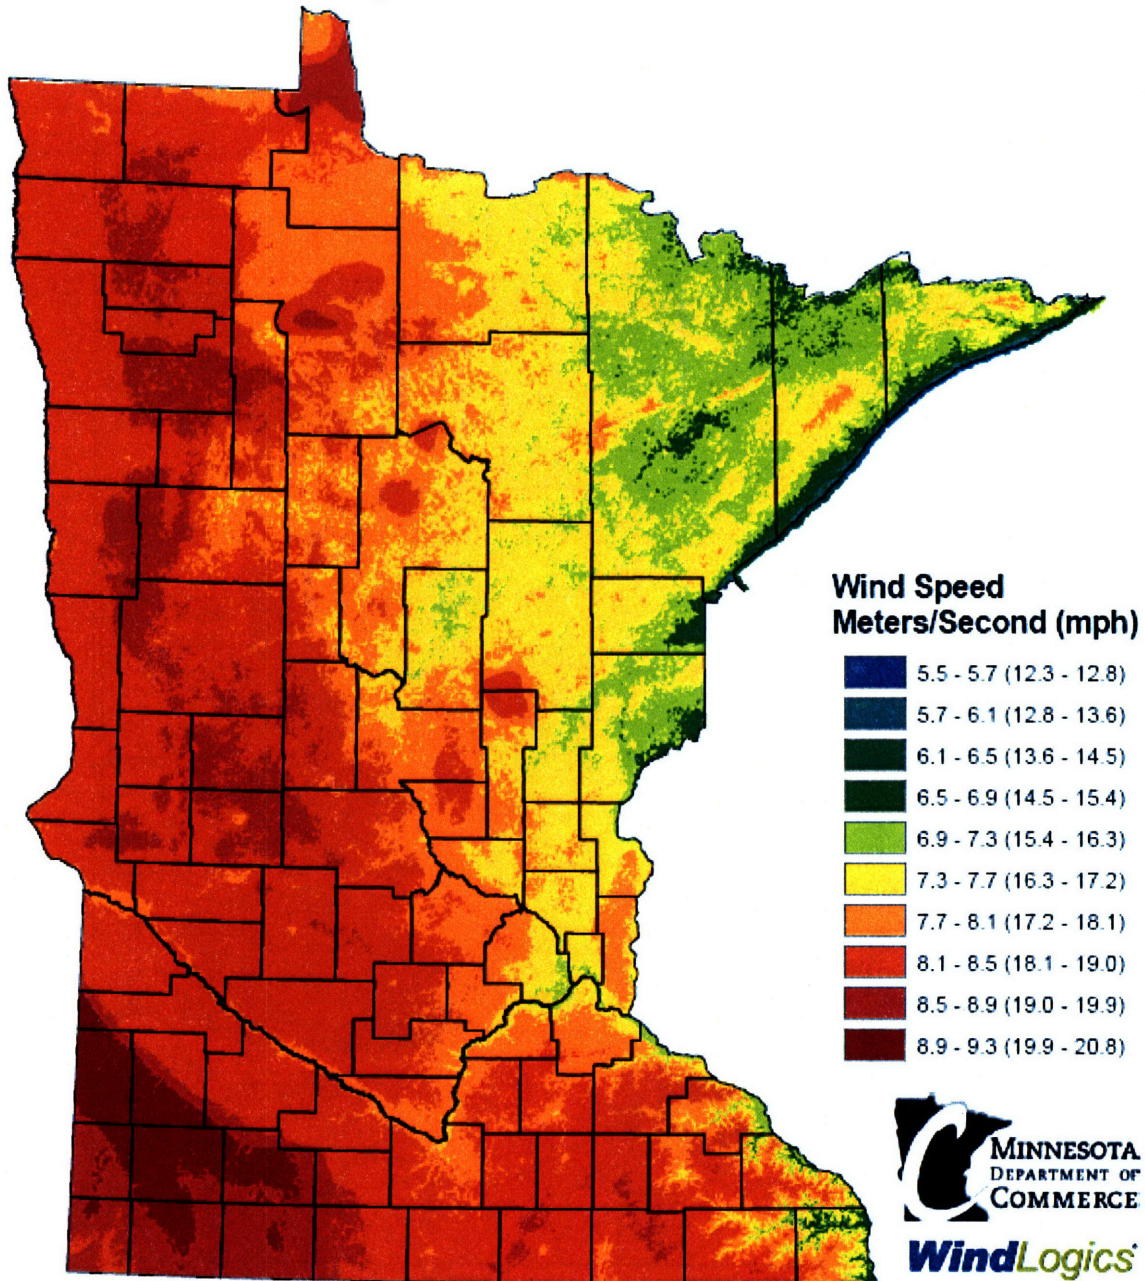 Wind Speed
Meters/Second (mph)
5.5 - 5.7 (12.3 - 12.8)
5.7 - 6.1 (12.8 - 13.6)
6.1 - 6.5 (13.6 - 14.5)
6.5 - 6.9 (14.5 - 15.4)
6.9 - 7.3 (15.4 - 16.3)
7.3 - 7.7 (16.3 - 17.2)
7.7 - 8.1 (17.2 - 18.1)
8.1 - 8.5 (18.1 - 19.0)
8.5 - 8.9 (19.0 - 19.9)
8.9 - 9.3 (19.9 - 20.8)
MINNESOTA
DEPARTMENT OF
COMMERCE
WindLogics